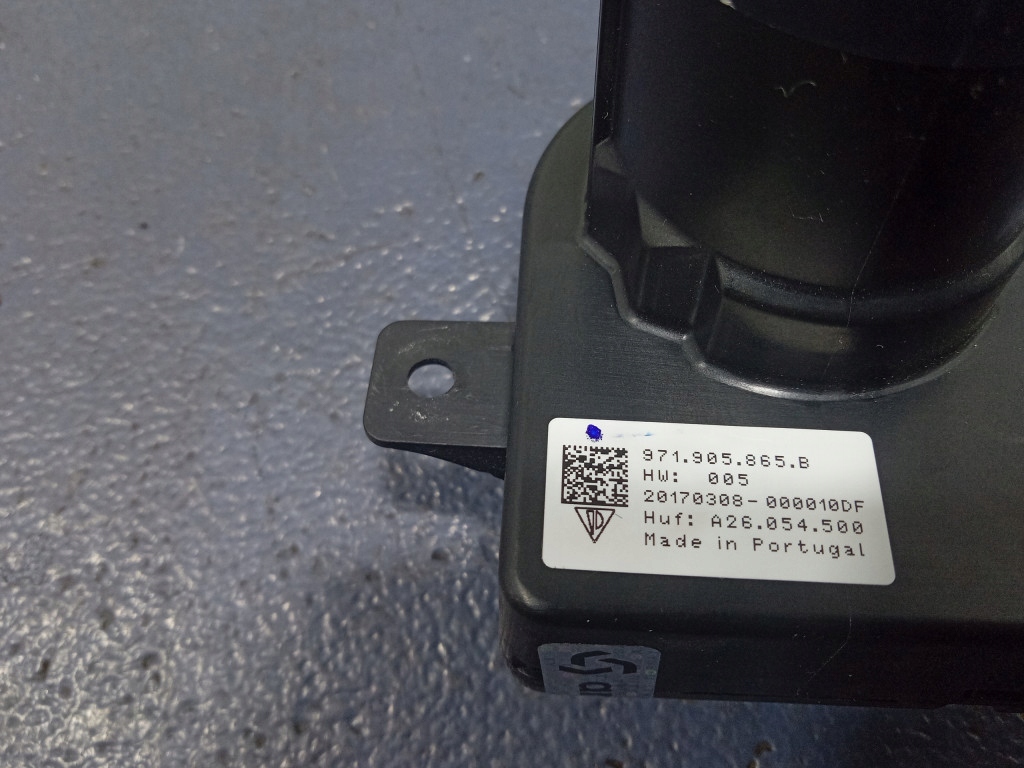 971.905.865.B
HW: 005
20170308-000010DF
Huf: A26.054.500
Made in Portugal